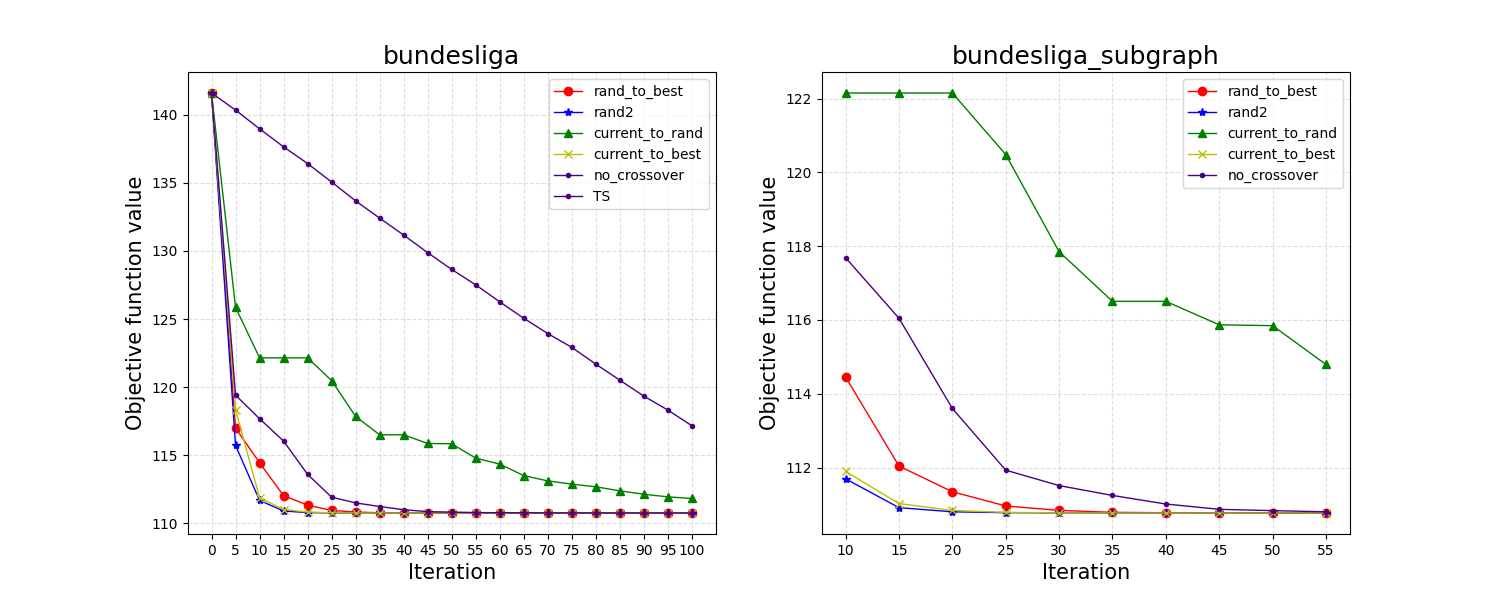 bundesliga
Objective function value
140
135
130
125
120
115
110
0 5 10 15 20 25 30 35 40 45 50 55 60 65 70 75 80 85 90 95 100
Iteration
rand_to_best
rand2
current_to_rand
current_to_best
no_crossover
TS
bundesliga_subgraph
Objective function value
122
120
118
116
114
112
10 15 20 25 30 35 40 45 50 55
Iteration
rand_to_best
rand2
current_to_rand
current_to_best
no_crossover